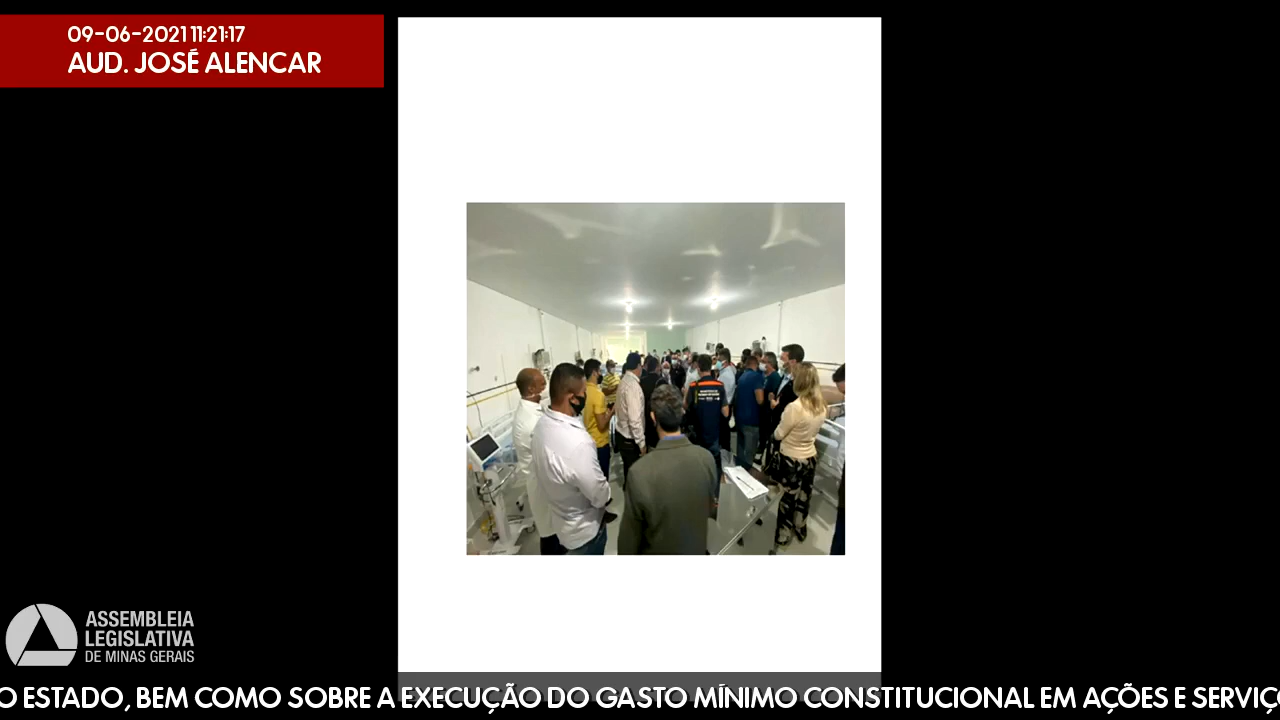 09-06-2021 11:21:17
AUD. JOSÉ ALENCAR
ASSEMBLEIA
LEGISLATIVA
DE MINAS GERAIS
O ESTADO, BEM COMO SOBRE A EXECUÇÃO DO GASTO MÍNIMO CONSTITUCIONAL EM AÇÕES E SERVIÇ